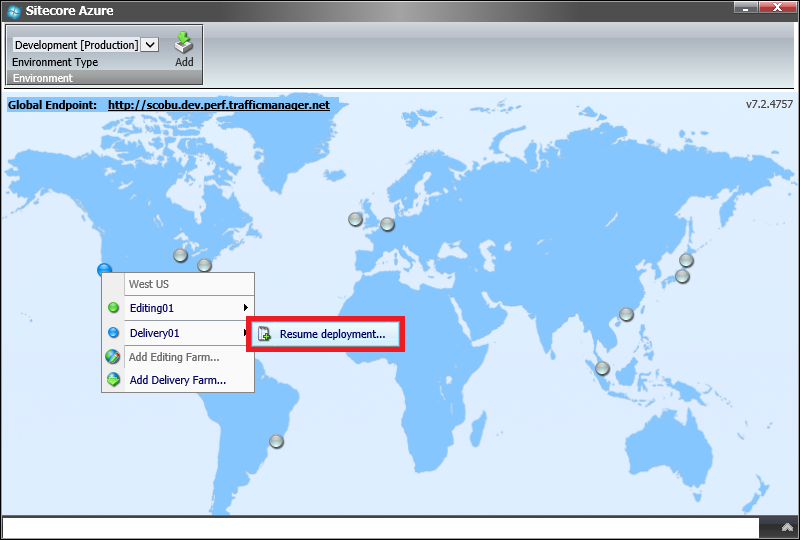 Sitecore Azure
Development [Production]
Environment Type
Add
Environment
Global Endpoint: http://scobu.dev.perf.trafficmanager.net
v7.2.4757
West US
Editing01
Delivery01
Resume deployment...
Add Editing Farm...
Add Delivery Farm...